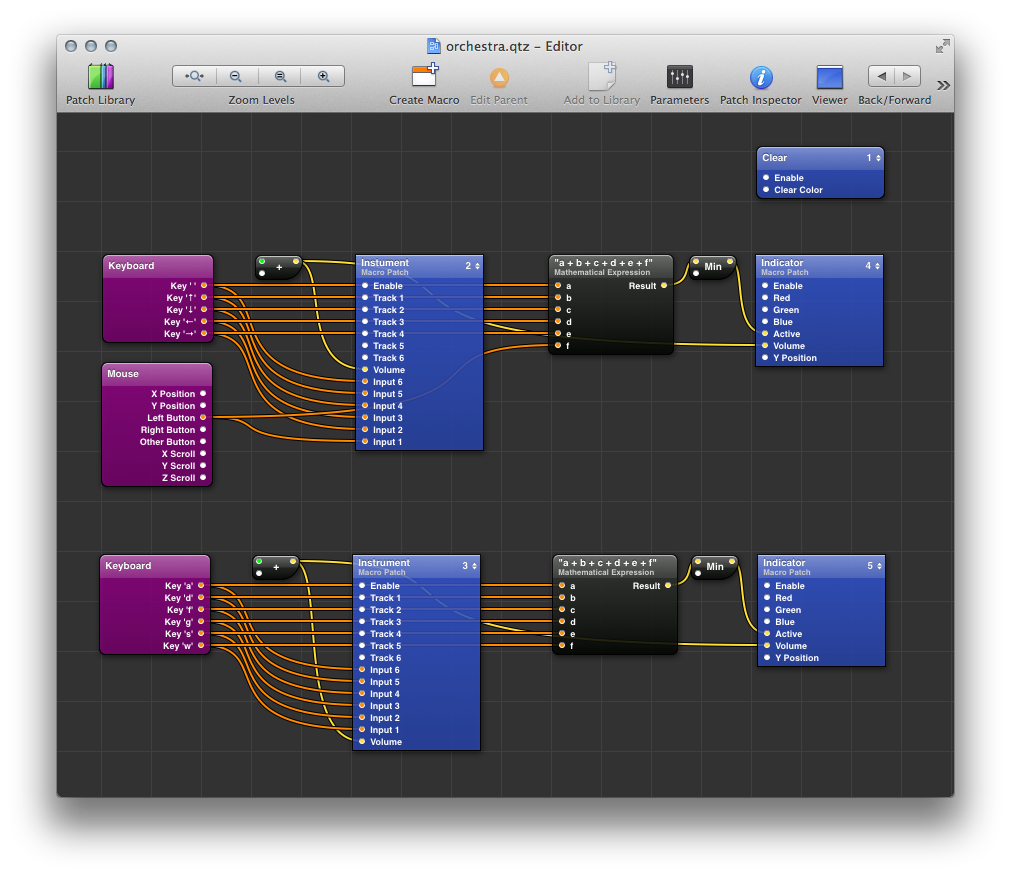 orchestra.qtz – Editor
Patch Library
Zoom Levels
Create Macro
Edit Parent
Add to Library
Parameters
Patch Inspector
Viewer
Back/Forward
Clear 1
Enable
Clear Color
Keyboard
Key ' '
Key '↑'
Key '↓'
Key '←'
Key '→'
+
Instument 2
Macro Patch
Enable
Track 1
Track 2
Track 3
Track 4
Track 5
Track 6
Volume
Input 6
Input 5
Input 4
Input 3
Input 2
Input 1
"a + b + c + d + e + f"
Mathematical Expression
a Result
b
c
d
e
f
Min
Indicator 4
Macro Patch
Enable
Red
Green
Blue
Active
Volume
Y Position
Mouse
X Position
Y Position
Left Button
Right Button
Other Button
X Scroll
Y Scroll
Z Scroll
Keyboard
Key 'a'
Key 'd'
Key 'f'
Key 'g'
Key 's'
Key 'w'
+
Instrument 3
Macro Patch
Enable
Track 1
Track 2
Track 3
Track 4
Track 5
Track 6
Input 6
Input 5
Input 4
Input 3
Input 2
Input 1
Volume
"a + b + c + d + e + f"
Mathematical Expression
a Result
b
c
d
e
f
Min
Indicator 5
Macro Patch
Enable
Red
Green
Blue
Active
Volume
Y Position